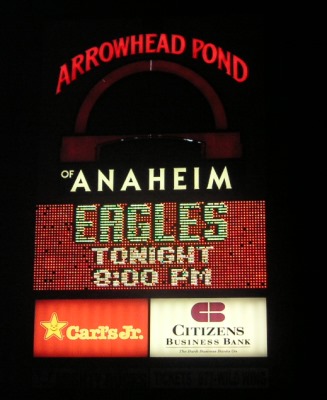 ARROWHEAD POND
OF ANAHEIM
EAGLES
TONIGHT
8:00 PM
Carl's Jr.
CITIZENS
BUSINESS BANK